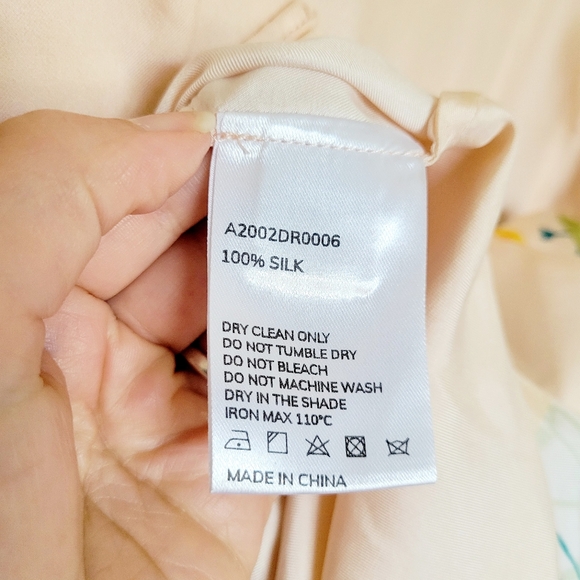 A2002DR0006
100% SILK
DRY CLEAN ONLY
DO NOT TUMBLE DRY
DO NOT BLEACH
DO NOT MACHINE WASH
DRY IN THE SHADE
IRON MAX 110°C
MADE IN CHINA